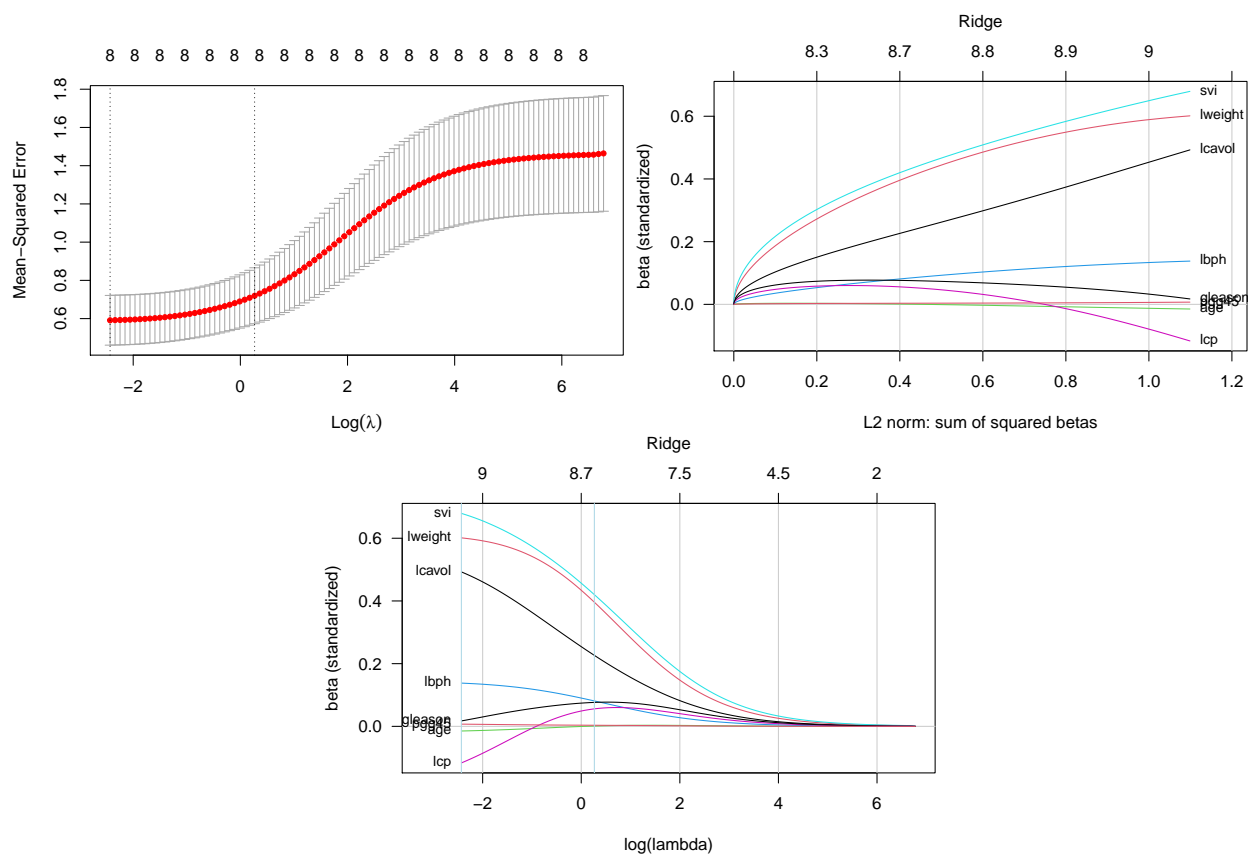 8 8 8 8 8 8 8 8 8 8 8 8 8 8 8 8 8 8 8 8
Mean−Squared Error
1.8
1.6
1.4
1.2
1.0
0.8
0.6
−2 0 2 4 6
Log(λ)
Ridge
8.3 8.7 8.8 8.9 9
beta (standardized)
0.6
0.4
0.2
0.0
svi
lweight
lcavol
lbph
gleason
pgg45
age
lcp
0.0 0.2 0.4 0.6 0.8 1.0 1.2
L2 norm: sum of squared betas
Ridge
9 8.7 7.5 4.5 2
beta (standardized)
0.6
0.4
0.2
0.0
svi
lweight
lcavol
lbph
gleason
pgg45
age
lcp
−2 0 2 4 6
log(lambda)